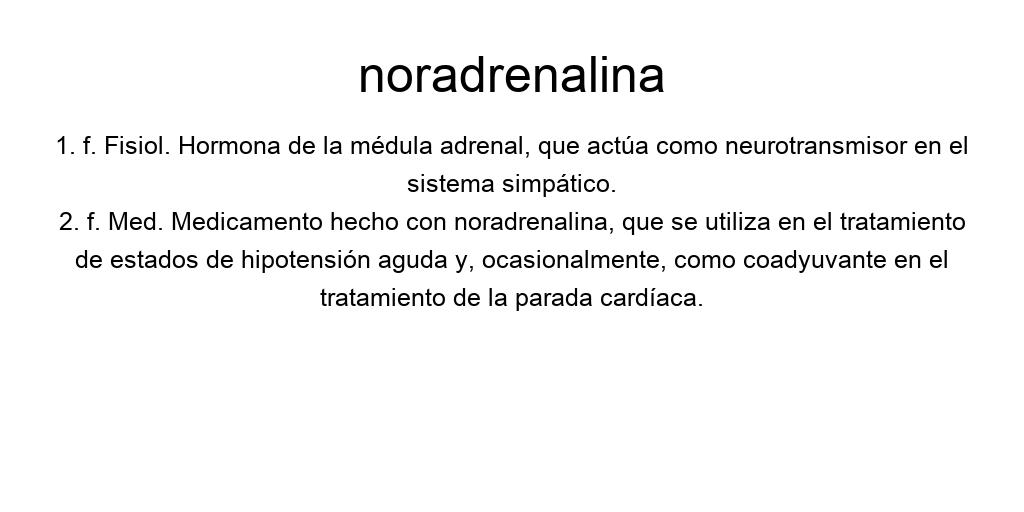 noradrenalina
1. f. Fisiol. Hormona de la médula adrenal, que actúa como neurotransmisor en el
sistema simpático.
2. f. Med. Medicamento hecho con noradrenalina, que se utiliza en el tratamiento
de estados de hipotensión aguda y, ocasionalmente, como coadyuvante en el
tratamiento de la parada cardíaca.